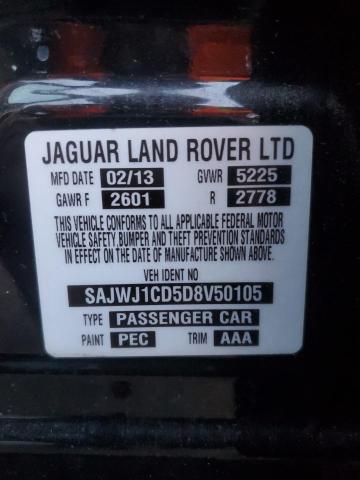 JAGUAR LAND ROVER LTD
MFD DATE 02/13 GVWR 5225
GAWR F 2601 R 2778
THIS VEHICLE CONFORMS TO ALL APPLICABLE FEDERAL MOTOR
VEHICLE SAFETY,BUMPER AND THEFT PREVENTION STANDARDS
IN EFFECT ON THE DATE OF MANUFACTURE SHOWN ABOVE.
VEH IDENT NO
SAJWJ1CD5D8V50105
TYPE PASSENGER CAR
PAINT PEC TRIM AAA